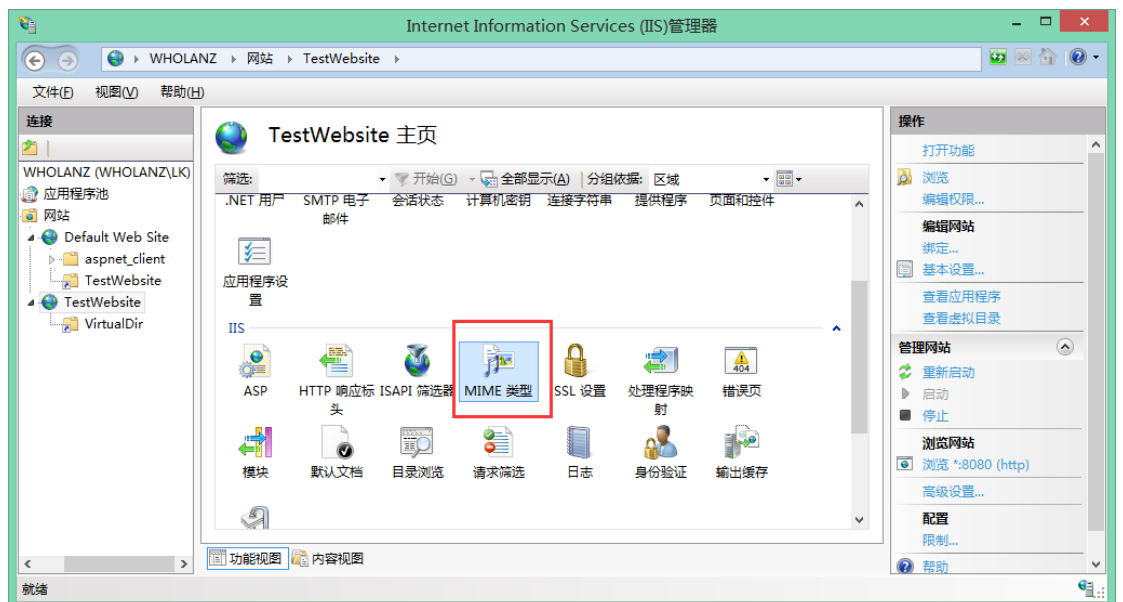 Internet Information Services (IIS)管理器
WHOLANZ 网站 TestWebsite
文件(F) 视图(V) 帮助(H)
连接
WHOLANZ (WHOLANZ\LK)
应用程序池
网站
Default Web Site
aspnet_client
TestWebsite
TestWebsite
VirtualDir
TestWebsite 主页
筛选: 开始(G) 全部显示(A) 分组依据: 区域
.NET 用户 SMTP 电子 会话状态 计算机密钥 连接字符串 提供程序 页面和控件
邮件
应用程序设
置
IIS
ASP HTTP 响应标 ISAPI 筛选器 MIME 类型 SSL 设置 处理程序映 错误页
头 射
404
模块 默认文档 目录浏览 请求筛选 日志 身份验证 输出缓存
功能视图 内容视图
操作
打开功能
浏览
编辑权限...
编辑网站
绑定...
基本设置...
查看应用程序
查看虚拟目录
管理网站
重新启动
启动
停止
浏览网站
浏览 *:8080 (http)
高级设置...
配置
限制...
帮助
就绪